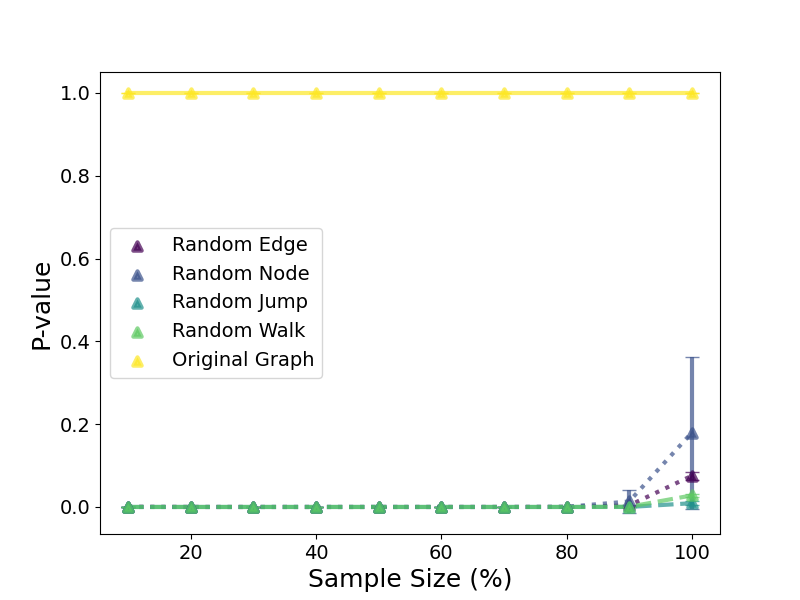 1.0
0.8
0.6
0.4
0.2
0.0
P-value
Random Edge
Random Node
Random Jump
Random Walk
Original Graph
20
40
60
80
100
Sample Size (%)